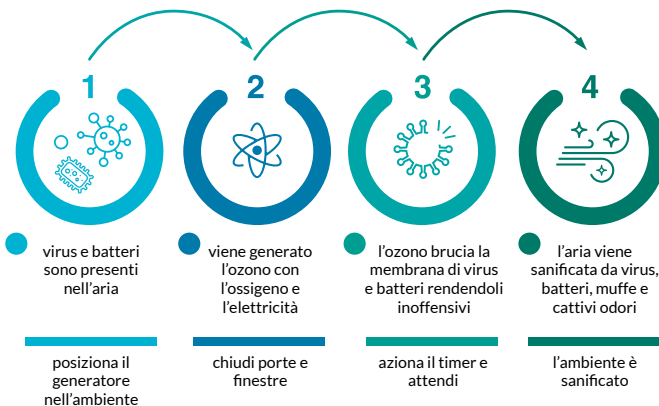 1
virus e batteri
sono presenti
nell'aria
posiziona il
generatore
nell'ambiente
2
viene generato
l'ozono con
l'ossigeno e
l'elettricità
chiudi porte e
finestre
3
l'ozono brucia la
membrana di virus
e batteri rendendoli
inoffensivi
aziona il timer e
attendi
4
l'aria viene
sanificata da virus,
batteri, muffe e
cattivi odori
l'ambiente è
sanificato